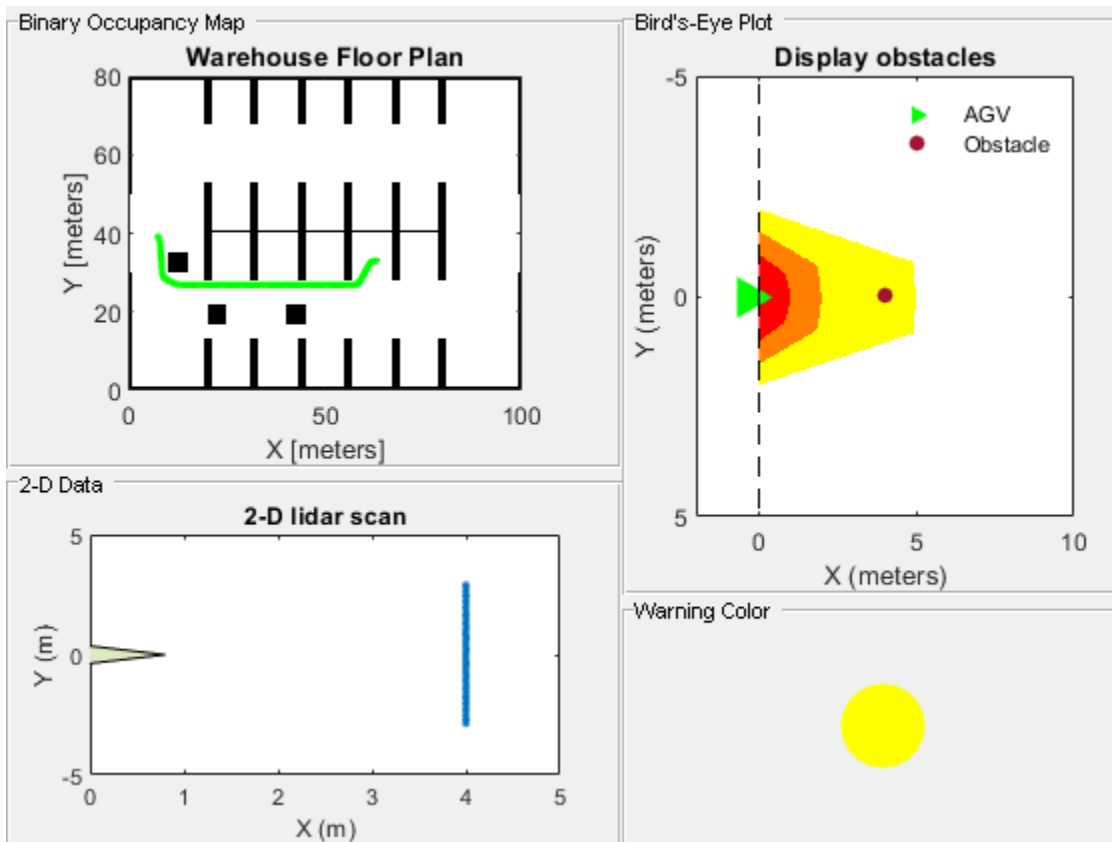 Binary Occupancy Map
Warehouse Floor Plan
80
60
40
20
0
Y [meters]
0 50 100
X [meters]
Bird's-Eye Plot
Display obstacles
-5
0
5
Y (meters)
AGV
Obstacle
0 5 10
X (meters)
2-D Data
2-D lidar scan
5
0
-5
Y (m)
0 1 2 3 4 5
X (m)
Warning Color